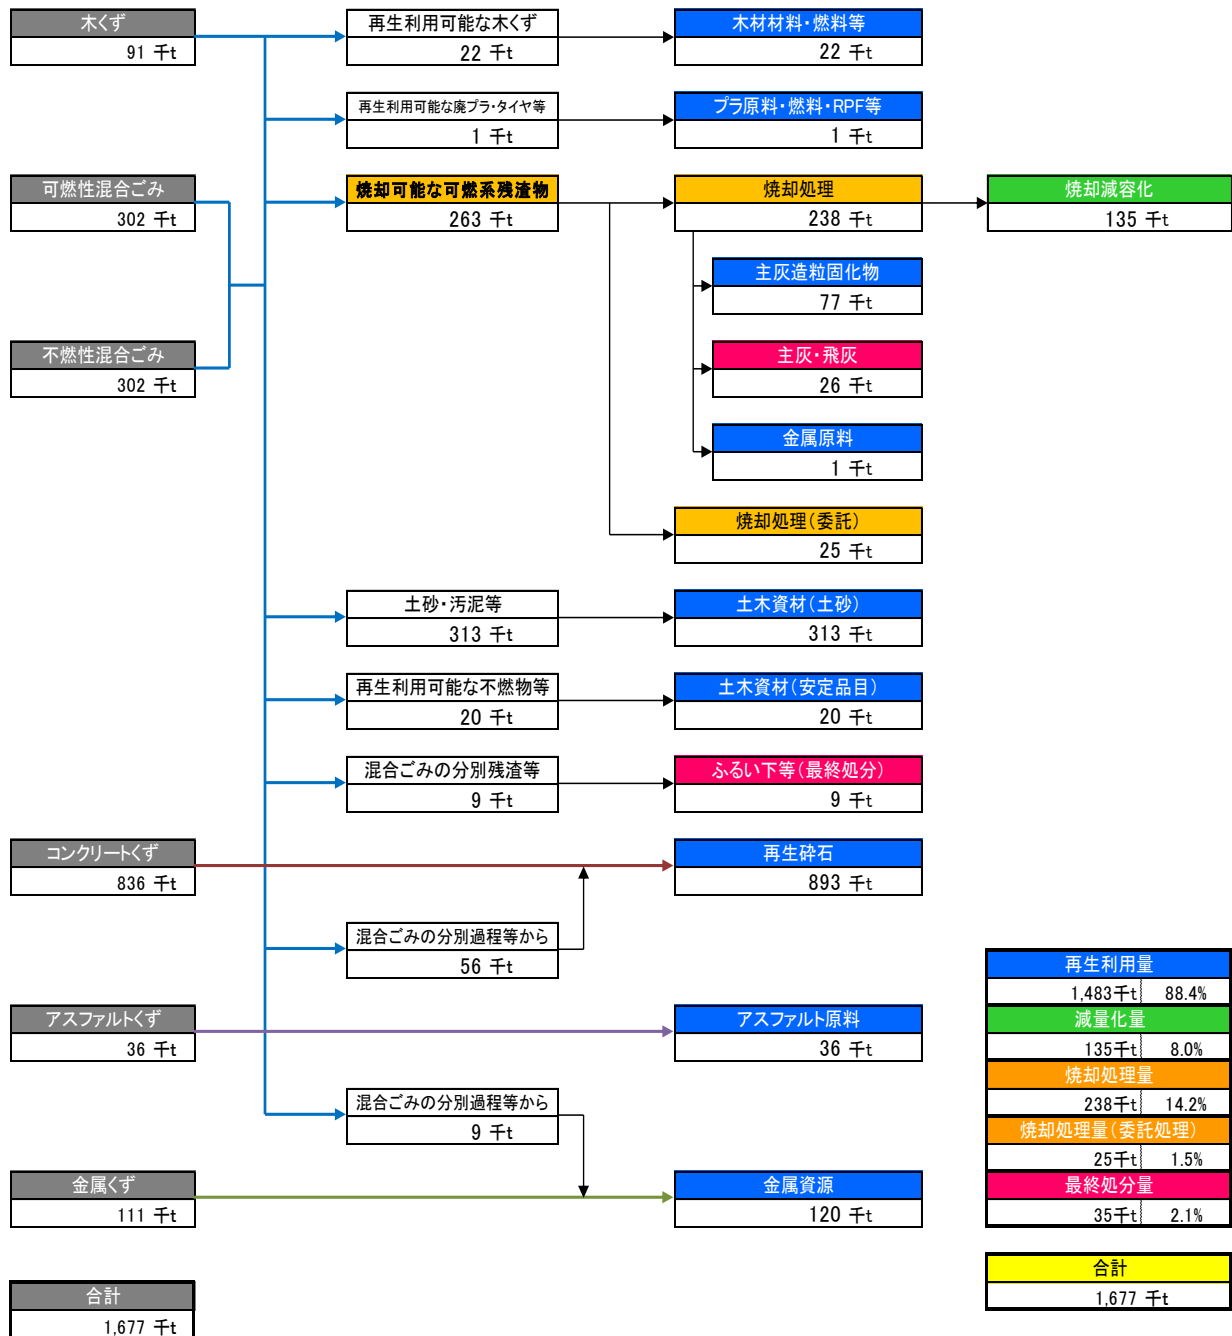 木くず
91 千t
再生利用可能な木くず
22 千t
木材材料・燃料等
22 千t
再生利用可能な廃プラ・タイヤ等
1 千t
プラ原料・燃料・RPF等
1 千t
可燃性混合ごみ
302 千t
焼却可能な可燃系残渣物
263 千t
焼却処理
238 千t
焼却減容化
135 千t
主灰造粒固化物
77 千t
不燃性混合ごみ
302 千t
主灰・飛灰
26 千t
金属原料
1 千t
焼却処理（委託）
25 千t
土砂・汚泥等
313 千t
土木資材（土砂）
313 千t
再生利用可能な不燃物等
20 千t
土木資材（安定品目）
20 千t
混合ごみの分別残渣等
9 千t
ふるい下等（最終処分）
9 千t
コンクリートくず
836 千t
再生砕石
893 千t
混合ごみの分別過程等から
56 千t
アスファルトくず
36 千t
アスファルト原料
36 千t
混合ごみの分別過程等から
9 千t
金属くず
111 千t
金属資源
120 千t
再生利用量
1,483千t 88.4%
減量化量
135千t 8.0%
焼却処理量
238千t 14.2%
焼却処理量（委託処理）
25千t 1.5%
最終処分量
35千t 2.1%
合計
1,677 千t
合計
1,677 千t